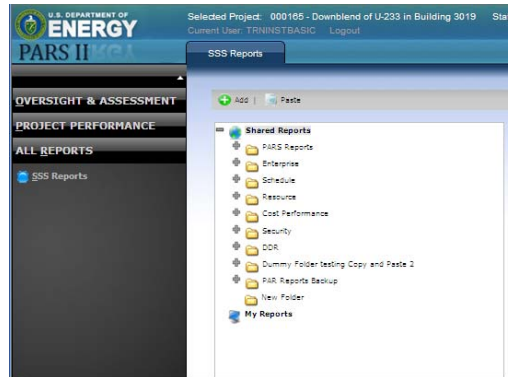 U.S. DEPARTMENT OF
ENERGY
PARS II
Selected Project: 000165 - Downblend of U-233 in Building 3019 Sta
Current User: TRNINSTBASIC Logout
SSS Reports
OVERSIGHT & ASSESSMENT
PROJECT PERFORMANCE
ALL REPORTS
SSS Reports
Add | Paste
Shared Reports
PARS Reports
Enterprise
Schedule
Resource
Cost Performance
Security
DDR
Dummy Folder testing Copy and Paste 2
PAR Reports Backup
New Folder
My Reports